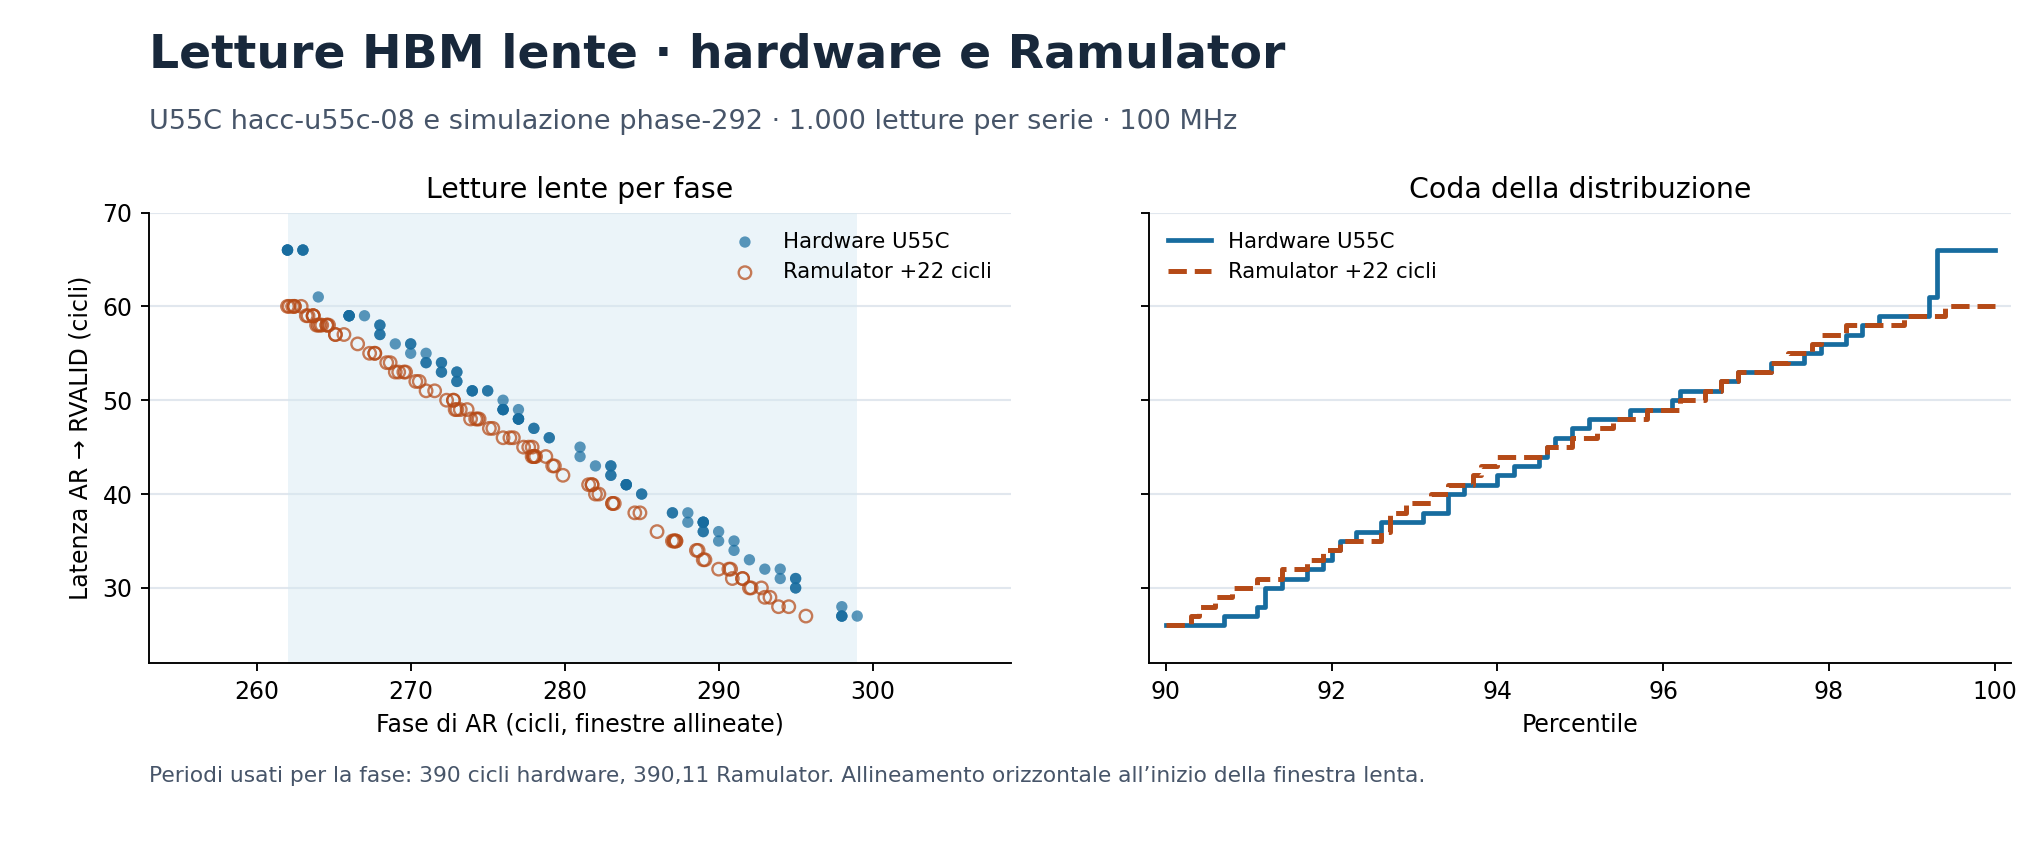 Letture HBM lente · hardware e Ramulator
U55C hacc-u55c-08 e simulazione phase-292 · 1.000 letture per serie · 100 MHz
Letture lente per fase
Hardware U55C
Ramulator +22 cicli
Latenza AR → RVALID (cicli)
70
60
50
40
30
260 270 280 290 300
Fase di AR (cicli, finestre allineate)
Coda della distribuzione
Hardware U55C
Ramulator +22 cicli
90 92 94 96 98 100
Percentile
Periodi usati per la fase: 390 cicli hardware, 390,11 Ramulator. Allineamento orizzontale all’inizio della finestra lenta.